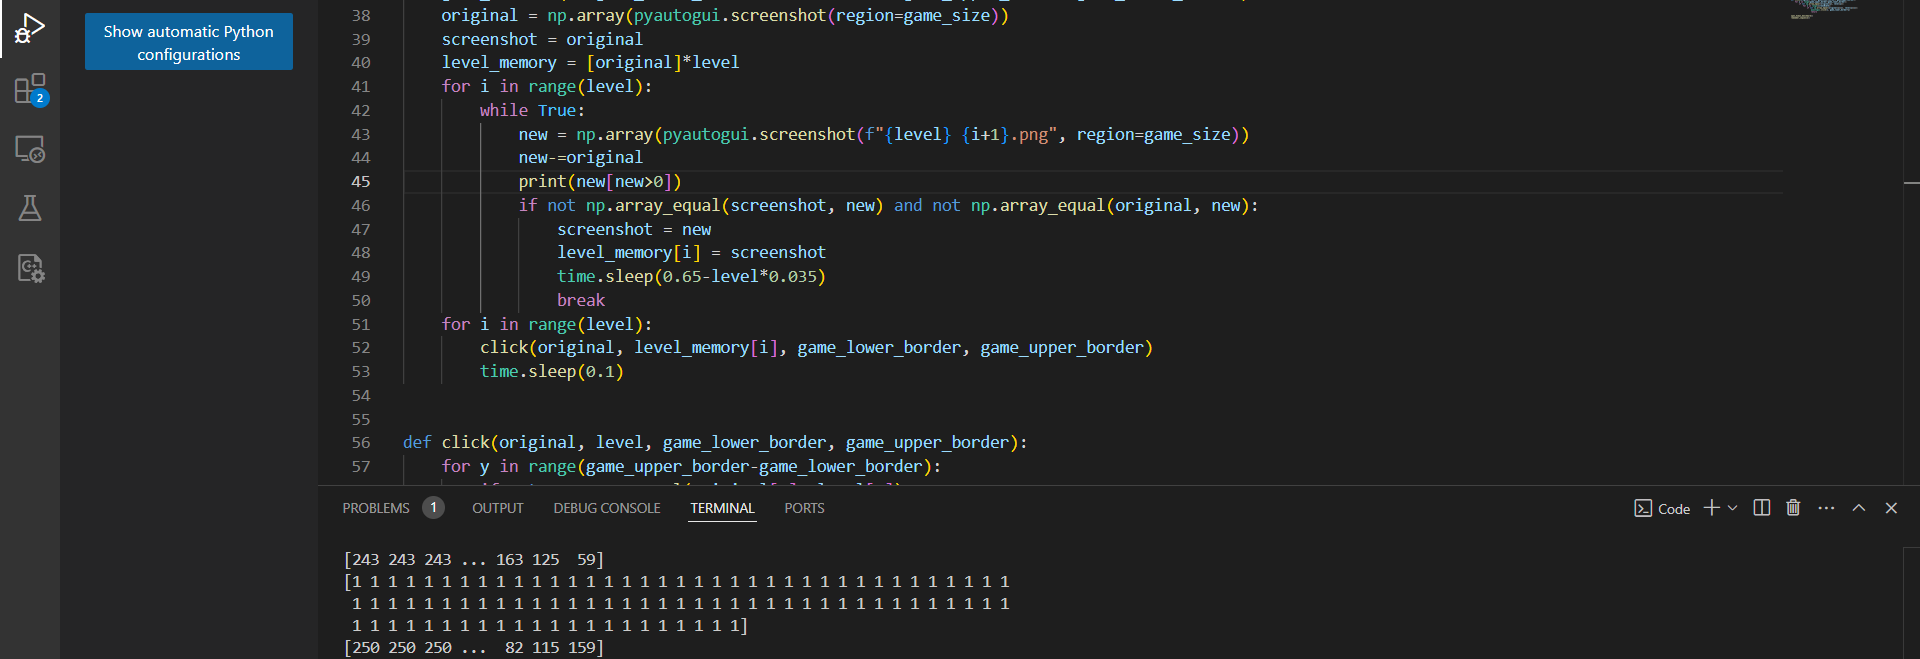 Show automatic Python
configurations
2
38 original = np.array(pyautogui.screenshot(region=game_size))
39 screenshot = original
40 level_memory = [original]*level
41 for i in range(level):
42 while True:
43 new = np.array(pyautogui.screenshot(f"{level} {i+1}.png", region=game_size))
44 new-=original
45 print(new[new>0])
46 if not np.array_equal(screenshot, new) and not np.array_equal(original, new):
47 screenshot = new
48 level_memory[i] = screenshot
49 time.sleep(0.65-level*0.035)
50 break
51 for i in range(level):
52 click(original, level_memory[i], game_lower_border, game_upper_border)
53 time.sleep(0.1)
54
55
56 def click(original, level, game_lower_border, game_upper_border):
57 for y in range(game_upper_border-game_lower_border):
PROBLEMS 1 OUTPUT DEBUG CONSOLE TERMINAL PORTS Code
[243 243 243 ... 163 125  59]
[1 1 1 1 1 1 1 1 1 1 1 1 1 1 1 1 1 1 1 1 1 1 1 1 1 1 1 1 1 1 1 1 1 1 1 1 1
1 1 1 1 1 1 1 1 1 1 1 1 1 1 1 1 1 1 1 1 1 1 1 1 1 1 1 1 1 1 1 1 1 1 1 1 1
1 1 1 1 1 1 1 1 1 1 1 1 1 1 1 1 1 1 1 1 1 1]
[250 250 250 ...  82 115 159]